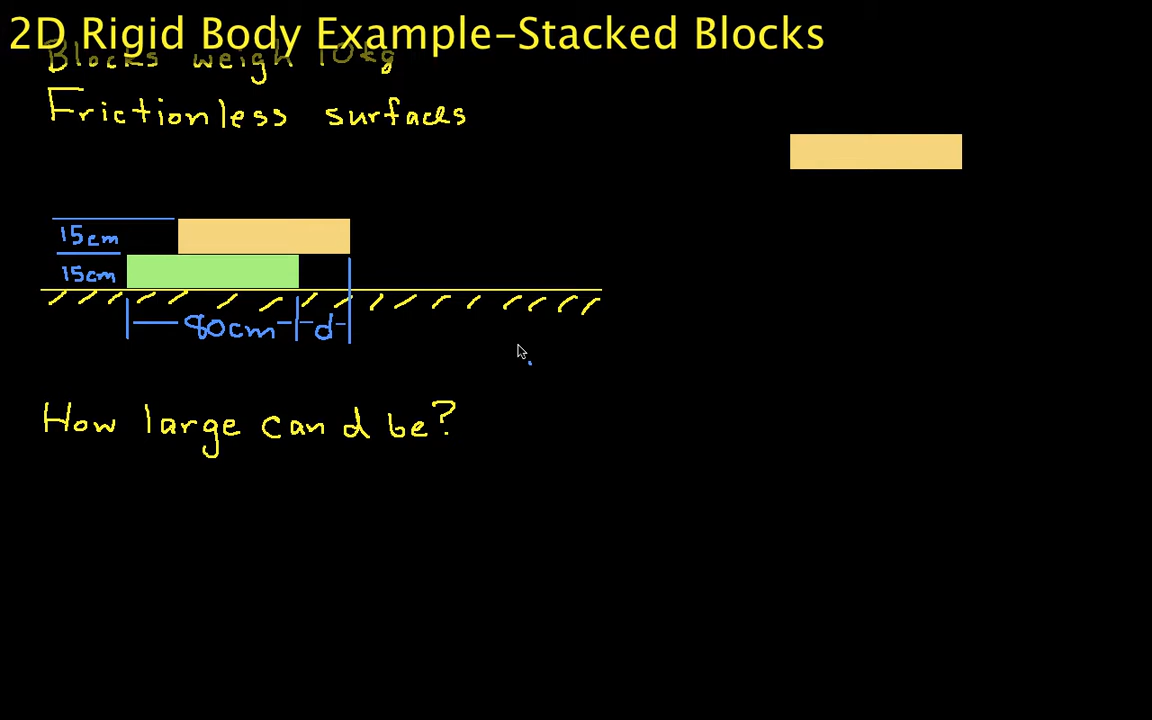 2D Rigid Body Example-Stacked Blocks
Blocks weigh 10kg
Frictionless surfaces
15cm
15cm
80cm
d
How large can d be?